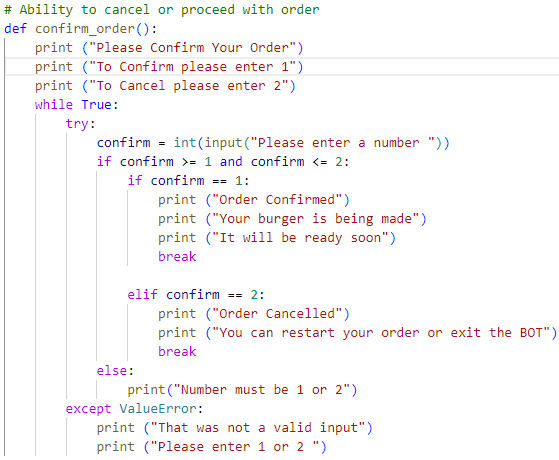 # Ability to cancel or proceed with order
def confirm_order():
    print ("Please Confirm Your Order")
    print ("To Confirm please enter 1")
    print ("To Cancel please enter 2")
    while True:
        try:
            confirm = int(input("Please enter a number "))
            if confirm >= 1 and confirm <= 2:
                if confirm == 1:
                    print ("Order Confirmed")
                    print ("Your burger is being made")
                    print ("It will be ready soon")
                    break

                elif confirm == 2:
                    print ("Order Cancelled")
                    print ("You can restart your order or exit the BOT")
                    break
            else:
                print("Number must be 1 or 2")
        except ValueError:
            print ("That was not a valid input")
            print ("Please enter 1 or 2 ")